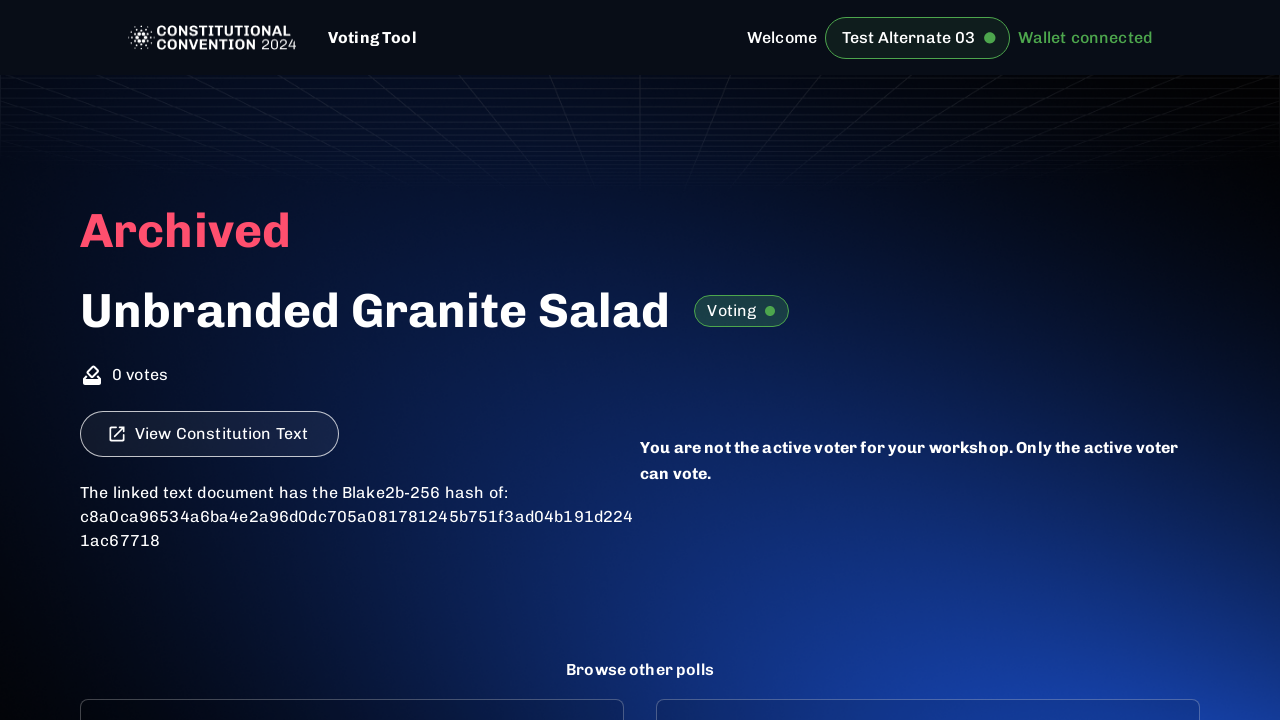 CONSTITUTIONAL
CONVENTION 2024
Voting Tool
Welcome
Test Alternate 03
Wallet connected
Archived
Unbranded Granite Salad
Voting
0 votes
View Constitution Text
You are not the active voter for your workshop. Only the active voter
can vote.
The linked text document has the Blake2b-256 hash of:
c8a0ca96534a6ba4e2a96d0dc705a081781245b751f3ad04b191d224
1ac67718
Browse other polls